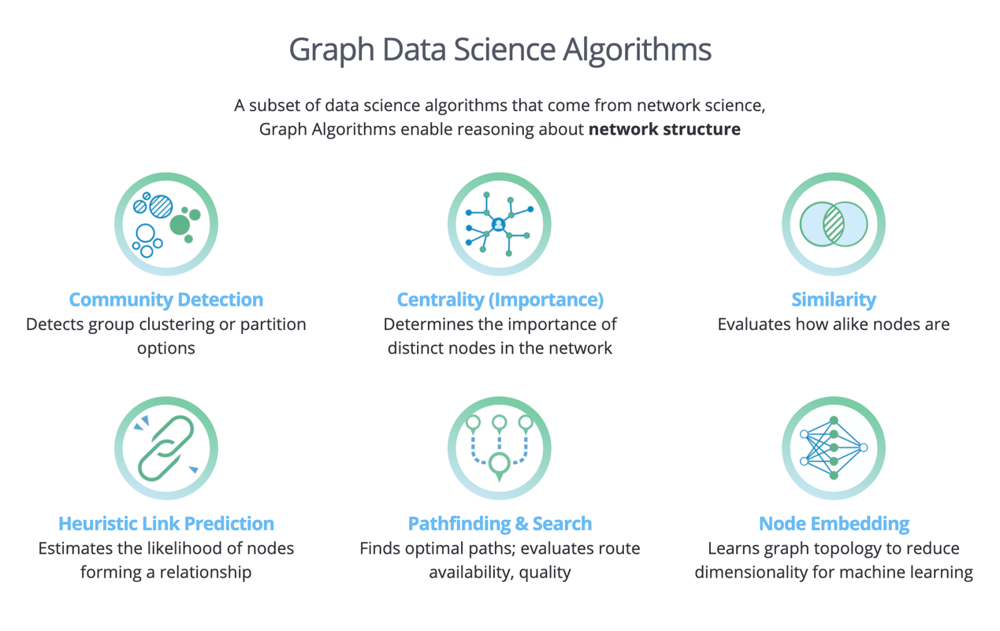 Graph Data Science Algorithms
A subset of data science algorithms that come from network science,
Graph Algorithms enable reasoning about network structure
Community Detection
Detects group clustering or partition
options
Centrality (Importance)
Determines the importance of
distinct nodes in the network
Similarity
Evaluates how alike nodes are
Heuristic Link Prediction
Estimates the likelihood of nodes
forming a relationship
Pathfinding & Search
Finds optimal paths; evaluates route
availability, quality
Node Embedding
Learns graph topology to reduce
dimensionality for machine learning